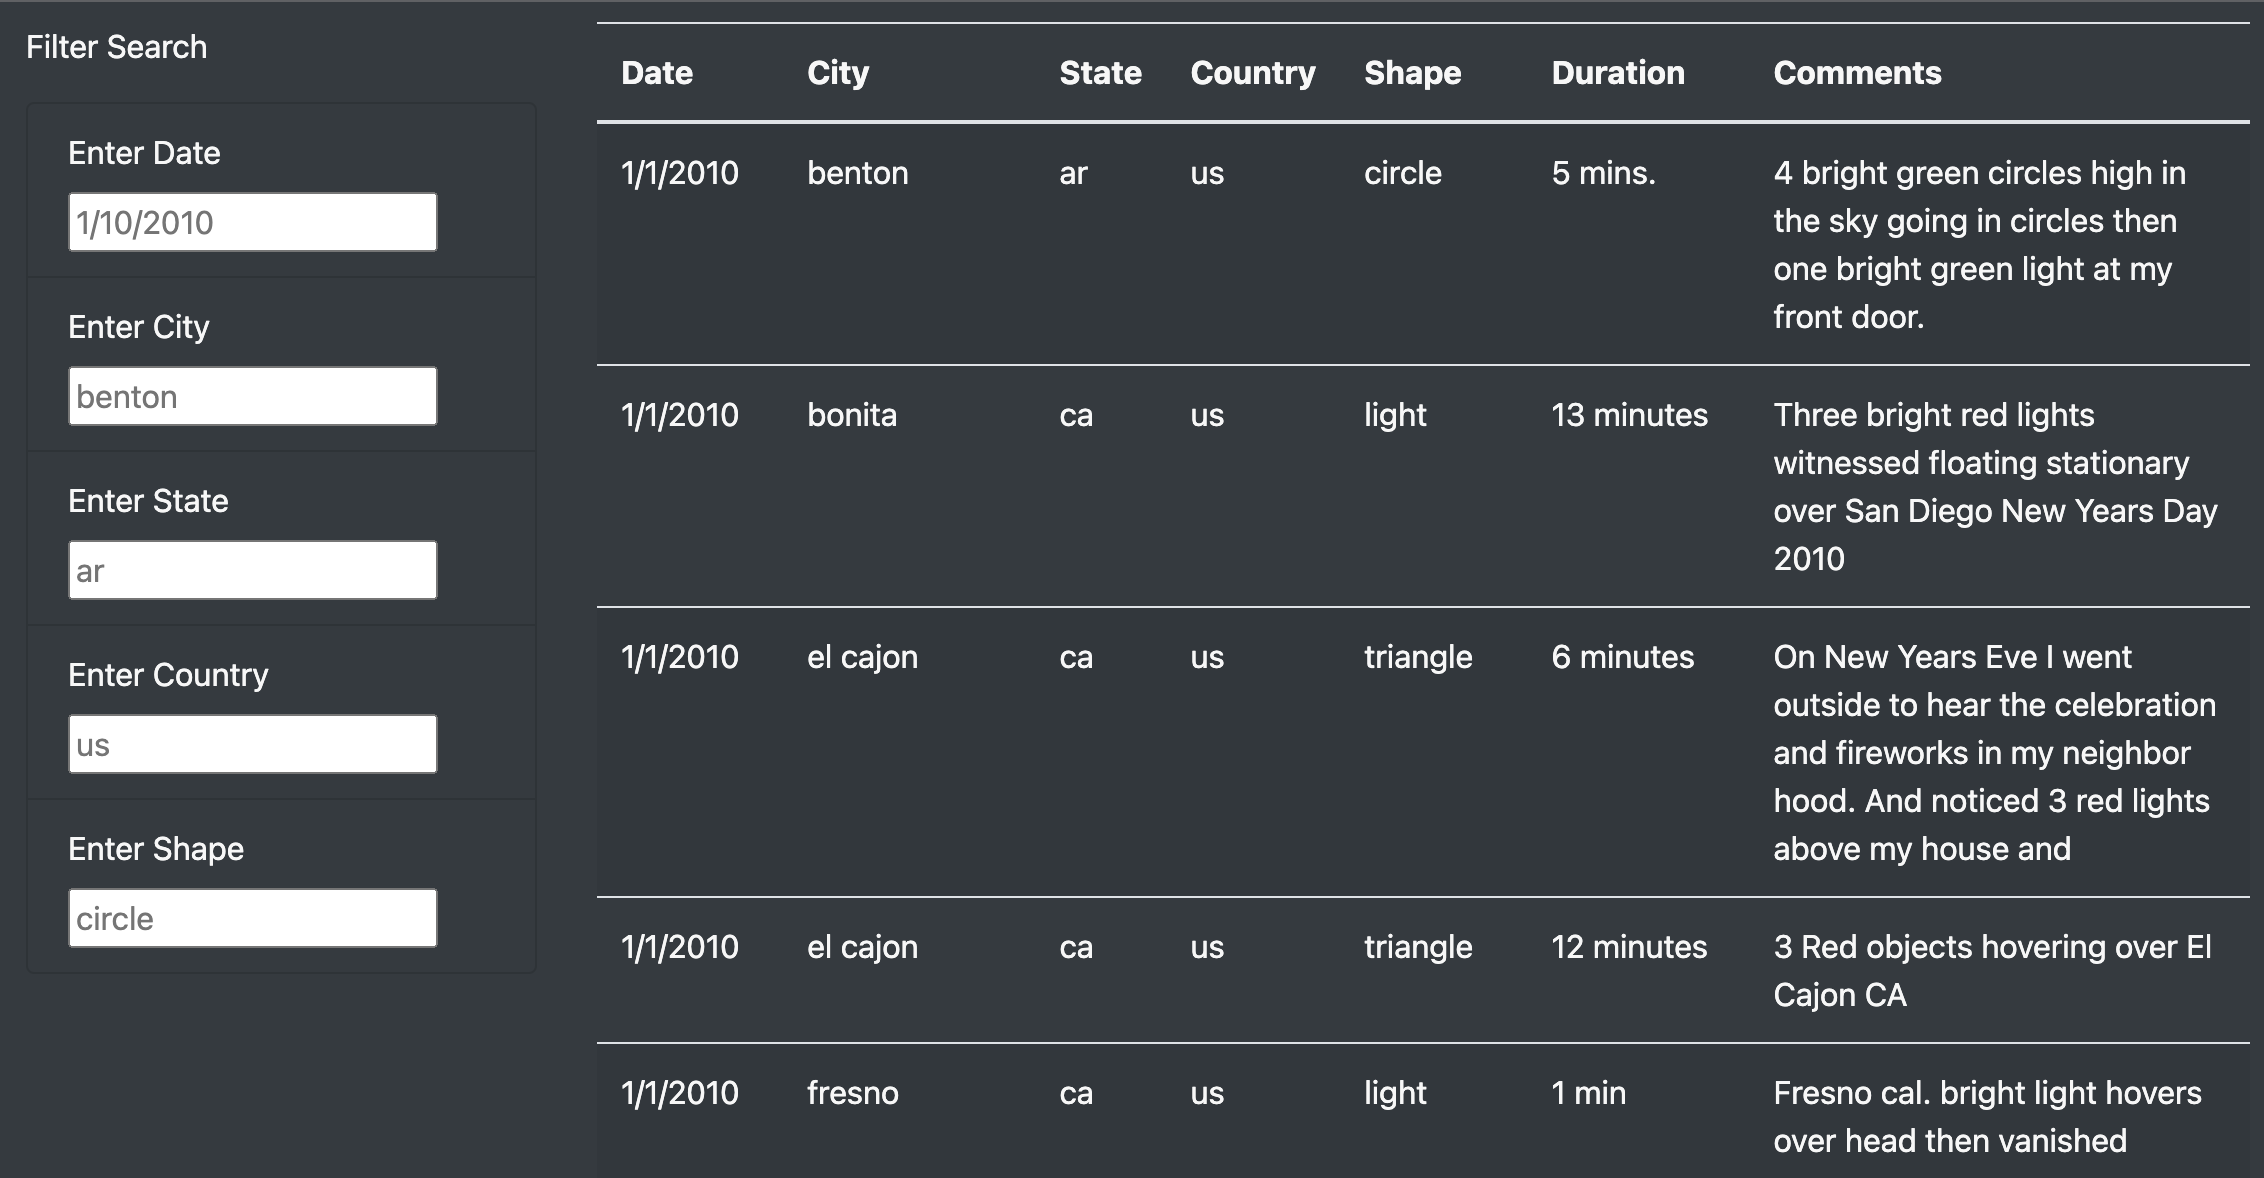 Filter Search
Enter Date
1/10/2010
Enter City
benton
Enter State
ar
Enter Country
us
Enter Shape
circle
Date City State Country Shape Duration Comments
1/1/2010 benton ar us circle 5 mins. 4 bright green circles high in
the sky going in circles then
one bright green light at my
front door.
1/1/2010 bonita ca us light 13 minutes Three bright red lights
witnessed floating stationary
over San Diego New Years Day
2010
1/1/2010 el cajon ca us triangle 6 minutes On New Years Eve I went
outside to hear the celebration
and fireworks in my neighbor
hood. And noticed 3 red lights
above my house and
1/1/2010 el cajon ca us triangle 12 minutes 3 Red objects hovering over El
Cajon CA
1/1/2010 fresno ca us light 1 min Fresno cal. bright light hovers
over head then vanished